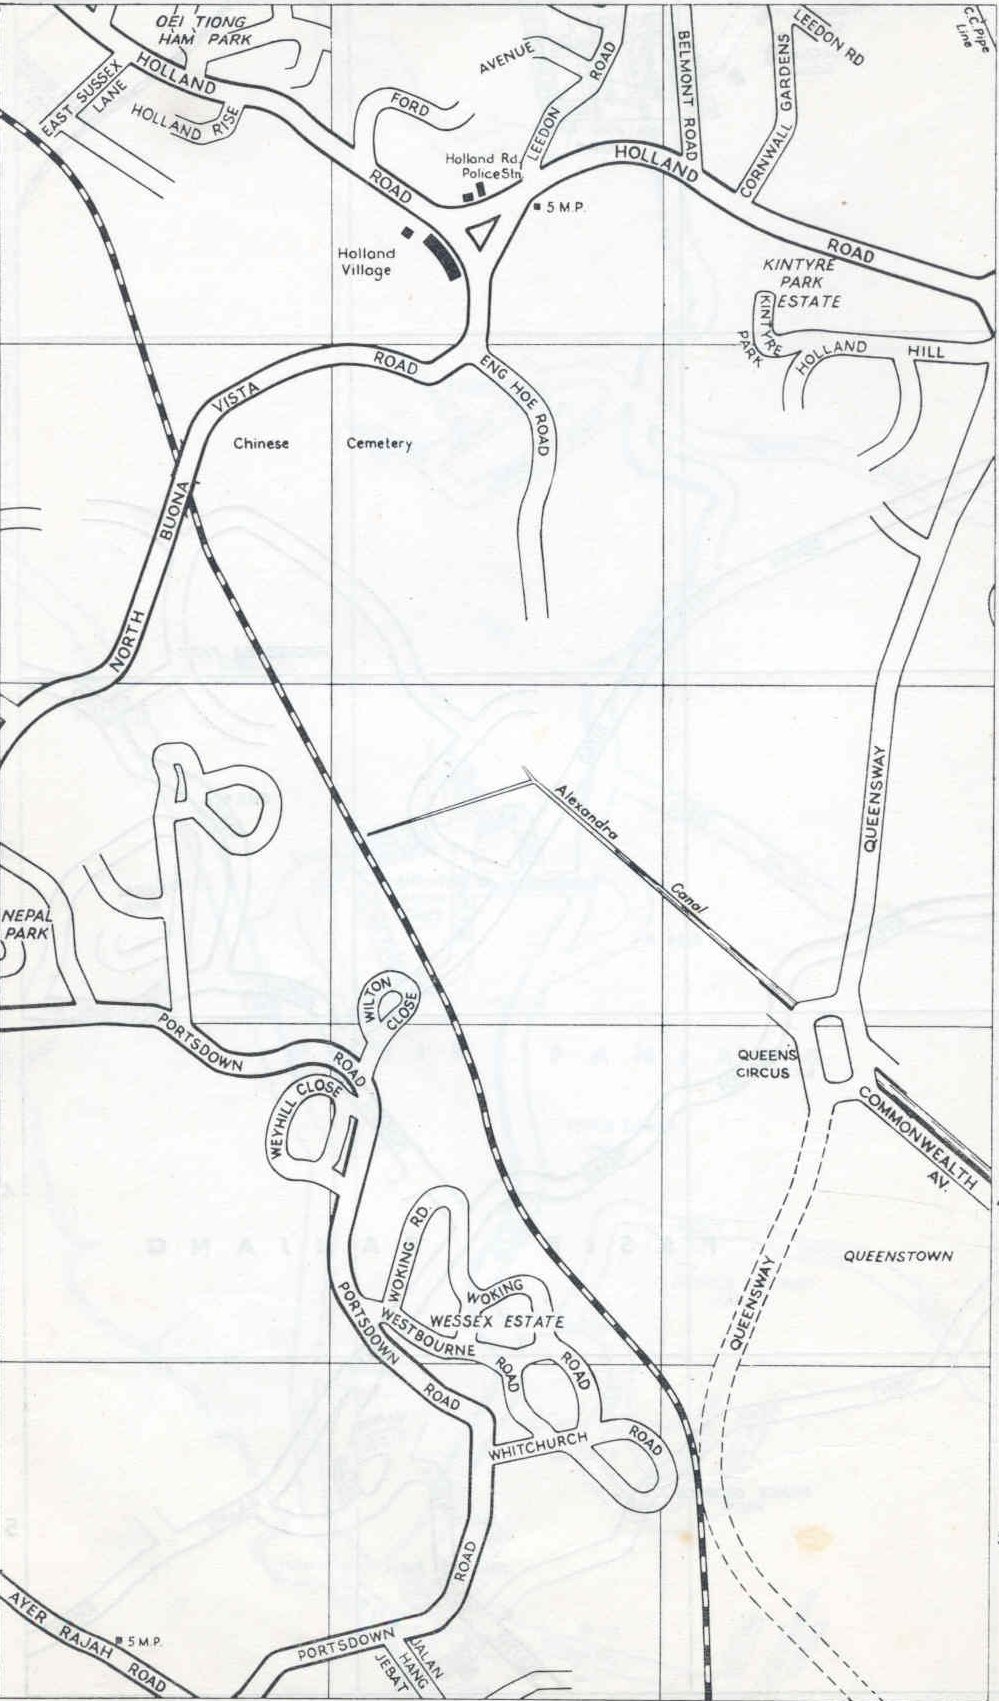 OEI TIONG
HAM PARK
HOLLAND
EAST SUSSEX
LANE
HOLLAND RISE
AVENUE
FORD
LEEDON
ROAD
BELMONT ROAD
CORNWALL GARDENS
LEEDON RD
C.C. Pipe
Line
Holland Rd.
Police Stn
HOLLAND
ROAD
5 M.P.
Holland
Village
ROAD
KINTYRE
PARK
ESTATE
KINTYRE
PARK
HOLLAND HILL
NORTH BUONA VISTA ROAD
ENG HOE ROAD
Chinese Cemetery
QUEENSWAY
Alexandra Canal
NEPAL
PARK
WILTON
CLOSE
PORTSDOWN ROAD
WEYHILL CLOSE
QUEENS
CIRCUS
COMMONWEALTH
AV.
QUEENSTOWN
QUEENSWAY
WOKING RD.
WOKING
WESSEX ESTATE
WESTBOURNE
ROAD
ROAD
PORTSDOWN
ROAD
WHITCHURCH
ROAD
ROAD
AYER RAJAH ROAD
5 M.P.
PORTSDOWN
JALAN
HANG
JEBAT